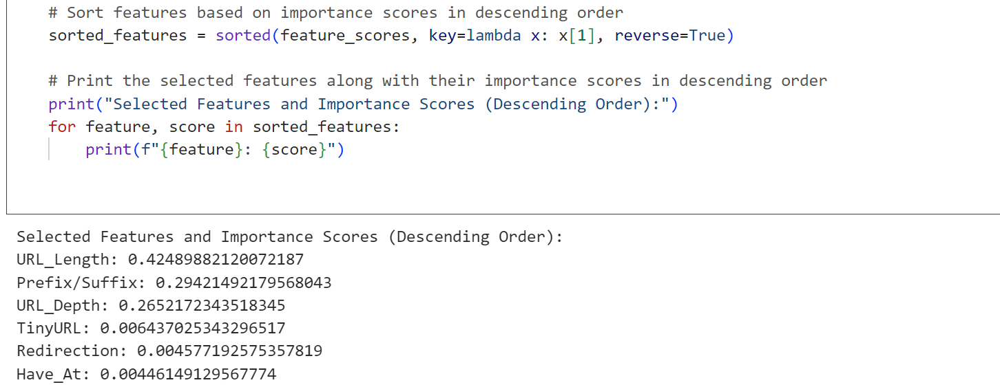 # Sort features based on importance scores in descending order
sorted_features = sorted(feature_scores, key=lambda x: x[1], reverse=True)
# Print the selected features along with their importance scores in descending order
print("Selected Features and Importance Scores (Descending Order):")
for feature, score in sorted_features:
    print(f"{feature}: {score}")
Selected Features and Importance Scores (Descending Order):
URL_Length: 0.42489882120072187
Prefix/Suffix: 0.29421492179568043
URL_Depth: 0.2652172343518345
TinyURL: 0.006437025343296517
Redirection: 0.004577192575357819
Have_At: 0.00446149129567774